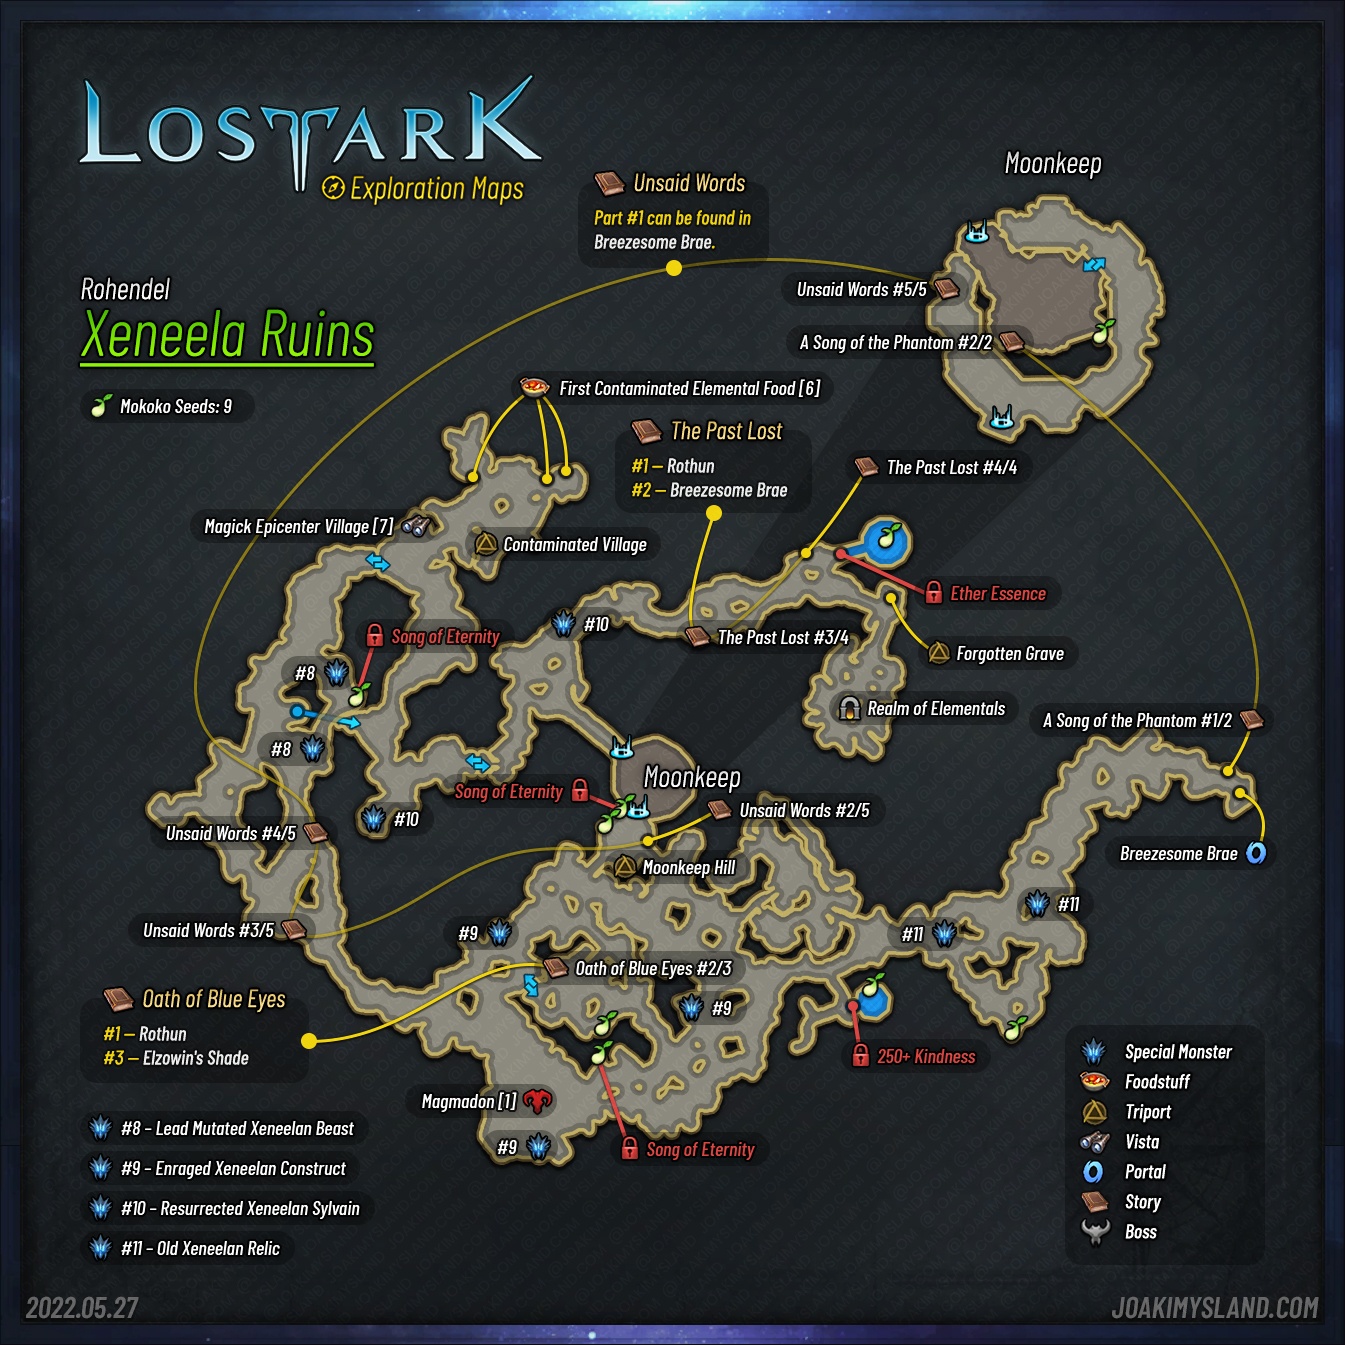 LOSTARK
Exploration Maps
Rohendel
Xeneela Ruins
Mokoko Seeds: 9
Unsaid Words
Part #1 can be found in
Breezesome Brae.
Moonkeep
Unsaid Words #5/5
A Song of the Phantom #2/2
First Contaminated Elemental Food [6]
The Past Lost
#1 – Rothun
#2 – Breezesome Brae
The Past Lost #4/4
Magick Epicenter Village [7]
Contaminated Village
Ether Essence
#10
Song of Eternity
The Past Lost #3/4
Forgotten Grave
#8
Realm of Elementals
A Song of the Phantom #1/2
#8
Moonkeep
Song of Eternity
Unsaid Words #2/5
#10
Unsaid Words #4/5
Breezesome Brae
Moonkeep Hill
#11
Unsaid Words #3/5
#9
#11
Oath of Blue Eyes #2/3
Oath of Blue Eyes
#1 – Rothun
#3 – Elzowin's Shade
#9
250+ Kindness
Magmadon [1]
#9
Song of Eternity
#8 – Lead Mutated Xeneelan Beast
#9 – Enraged Xeneelan Construct
#10 – Resurrected Xeneelan Sylvain
#11 – Old Xeneelan Relic
Special Monster
Foodstuff
Triport
Vista
Portal
Story
Boss
2022.05.27
JOAKIMYSLAND.COM